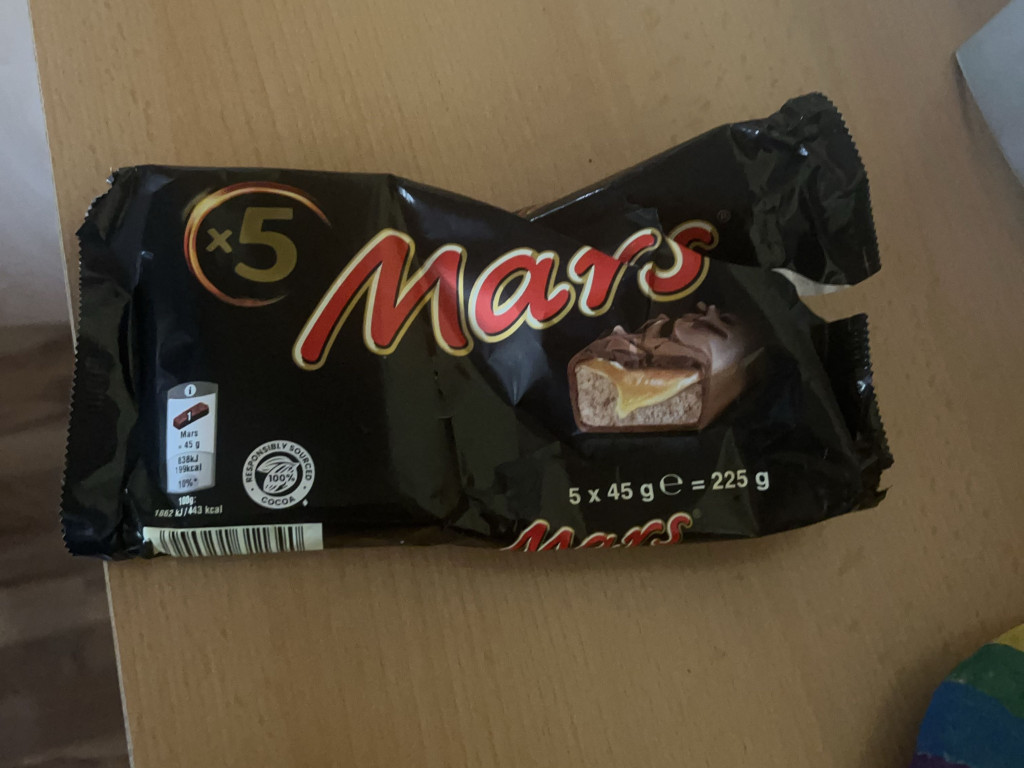 x5
Mars®
i
1
Mars
= 45 g
838kJ
199kcal
10%*
100g:
1862 kJ/443 kcal
RESPONSIBLY SOURCED
100%
COCOA
5 x 45 g e = 225 g
Mars®